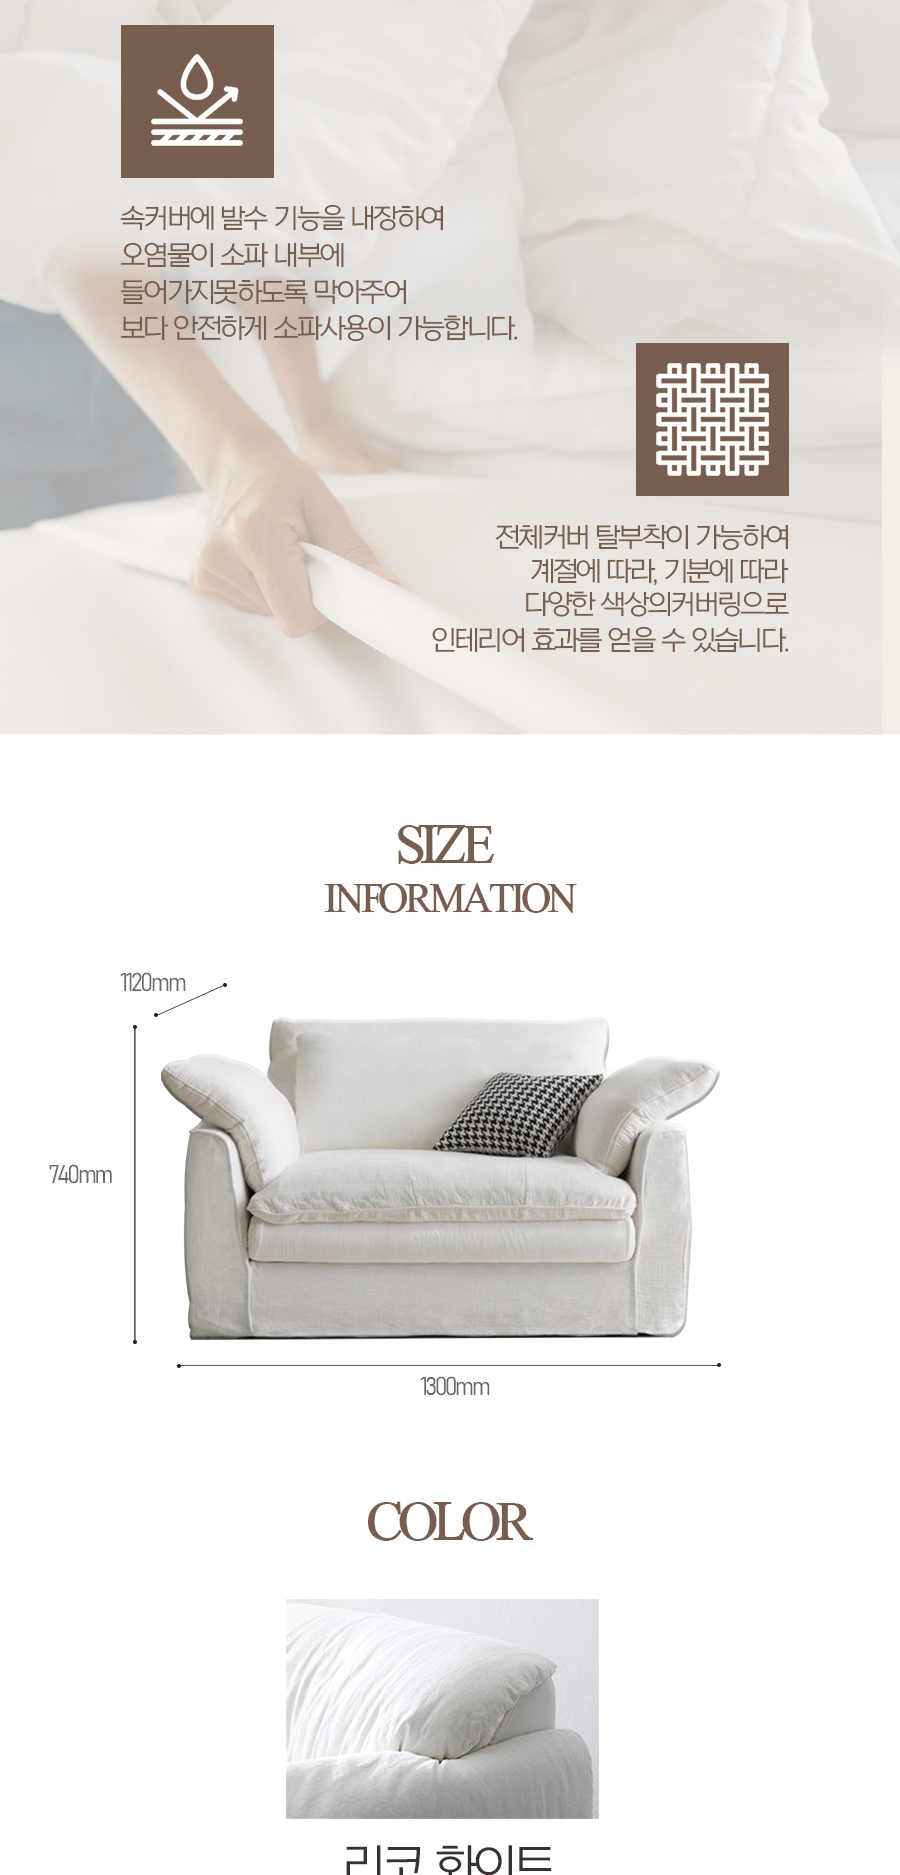 속커버에 발수 기능을 내장하여
오염물이 소파 내부에
들어가지못하도록 막아주어
보다 안전하게 소파사용이 가능합니다.
전체커버 탈부착이 가능하여
계절에 따라, 기분에 따라
다양한 색상의커버링으로
인테리어 효과를 얻을 수 있습니다.
SIZE
INFORMATION
1120mm
740mm
1300mm
COLOR
리코 화이트